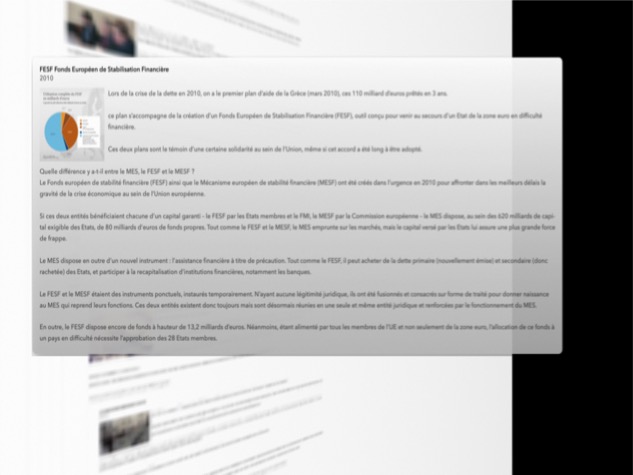 FESF Fonds Européen de Stabilisation Financière
2010
Lors de la crise de la dette en 2010, on a le premier plan d'aide de la Grèce (mars 2010), ces 110 milliard d'euros prêtés en 3 ans.
ce plan s'accompagne de la création d'un Fonds Européen de Stabilisation Financière (FESF), outil conçu pour venir au secours d'un Etat de la zone euro en difficulté
financière.
Ces deux plans sont le témoin d'une certaine solidarité au sein de l'Union, même si cet accord a été long à être adopté.
Quelle différence y a-t-il entre le MES, le FESF et le MESF ?
Le Fonds européen de stabilité financière (FESF) ainsi que le Mécanisme européen de stabilité financière (MESF) ont été créés dans l'urgence en 2010 pour affronter dans les meilleurs délais la
gravité de la crise économique au sein de l'Union européenne.
Si ces deux entités bénéficiaient chacune d'un capital garanti - le FESF par les Etats membres et le FMI, le MESF par la Commission européenne - le MES dispose, au sein des 620 milliards de capi-
tal exigible des Etats, de 80 milliards d'euros de fonds propres. Tout comme le FESF et le MESF, le MES emprunte sur les marchés, mais le capital versé par les Etats lui assure une plus grande force
de frappe.
Le MES dispose en outre d'un nouvel instrument : l'assistance financière à titre de précaution. Tout comme le FESF, il peut acheter de la dette primaire (nouvellement émise) et secondaire (donc
rachetée) des Etats, et participer à la recapitalisation d'institutions financières, notamment les banques.
Le FESF et le MESF étaient des instruments ponctuels, instaurés temporairement. N'ayant aucune légitimité juridique, ils ont été fusionnés et consacrés sur forme de traité pour donner naissance
au MES qui reprend leurs fonctions. Ces deux entités existent donc toujours mais sont désormais réunies en une seule et même entité juridique et renforcées par le fonctionnement du MES.
En outre, le FESF dispose encore de fonds à hauteur de 13,2 milliards d'euros. Néanmoins, étant alimenté par tous les membres de l'UE et non seulement de la zone euro, l'allocation de ce fonds à
un pays en difficulté nécessite l'approbation des 28 Etats membres.